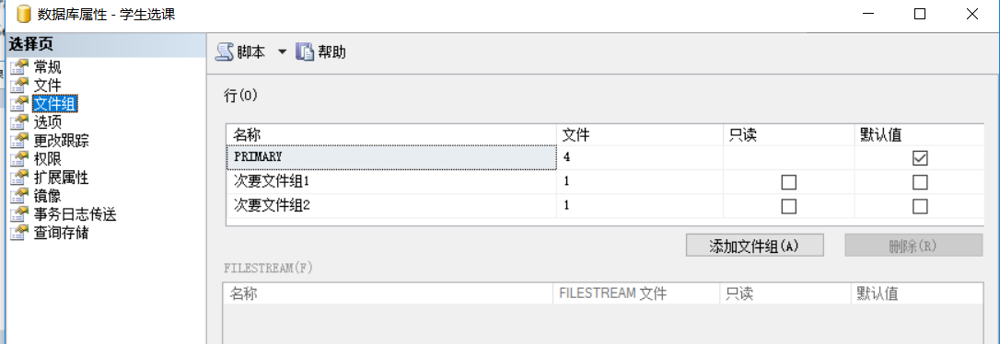 数据库属性 - 学生选课
选择页
常规
文件
文件组
选项
更改跟踪
权限
扩展属性
镜像
事务日志传送
查询存储
脚本 帮助
行(O)
名称 文件 只读 默认值
PRIMARY 4
次要文件组1 1
次要文件组2 1
添加文件组(A) 删除(R)
FILESTREAM(F)
名称 FILESTREAM 文件 只读 默认值